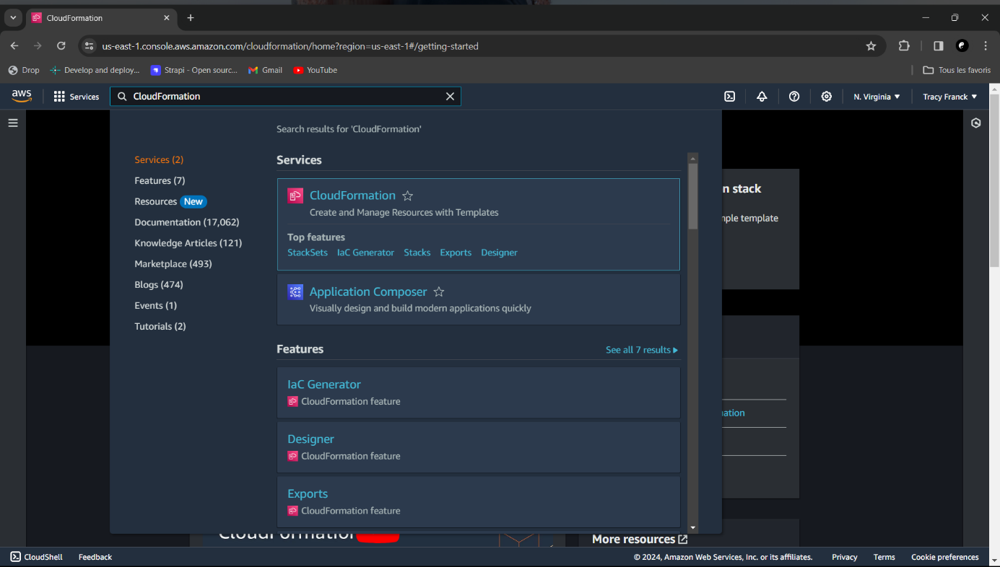 CloudFormation
us-east-1.console.aws.amazon.com/cloudformation/home?region=us-east-1#/getting-started
Drop
Develop and deploy...
Strapi - Open sourc...
Gmail
YouTube
Tous les favoris
aws
Services
CloudFormation
N. Virginia
Tracy Franck
Search results for 'CloudFormation'
Services (2)
Features (7)
Resources New
Documentation (17,062)
Knowledge Articles (121)
Marketplace (493)
Blogs (474)
Events (1)
Tutorials (2)
Services
CloudFormation
Create and Manage Resources with Templates
Top features
StackSets IaC Generator Stacks Exports Designer
Application Composer
Visually design and build modern applications quickly
Features
See all 7 results
IaC Generator
CloudFormation feature
Designer
CloudFormation feature
Exports
CloudFormation feature
n stack
template
ation
More resources
CloudShell
Feedback
© 2024, Amazon Web Services, Inc. or its affiliates.
Privacy
Terms
Cookie preferences